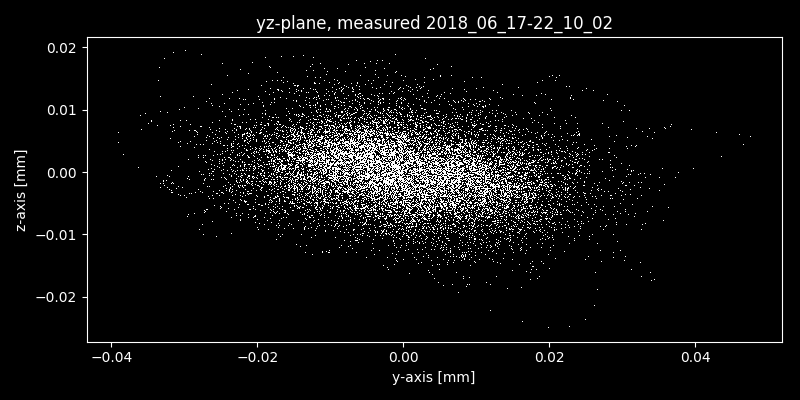 yz-plane, measured 2018_06_17-22_10_02
0.02
0.01
0.00
−0.01
−0.02
z-axis [mm]
−0.04 −0.02 0.00 0.02 0.04
y-axis [mm]